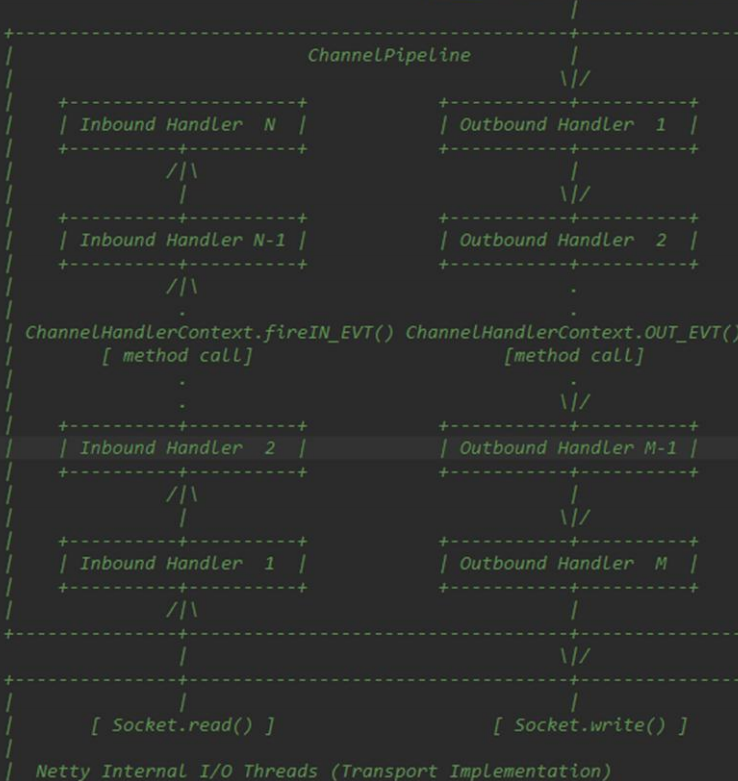 ChannelPipeline
| Inbound Handler  N  |    | Outbound Handler  1  |
| Inbound Handler N-1 |    | Outbound Handler  2  |
ChannelHandlerContext.fireIN_EVT() ChannelHandlerContext.OUT_EVT()
[ method call]    [method call]
| Inbound Handler  2  |    | Outbound Handler M-1 |
| Inbound Handler  1  |    | Outbound Handler  M  |
[ Socket.read() ]    [ Socket.write() ]
Netty Internal I/O Threads (Transport Implementation)